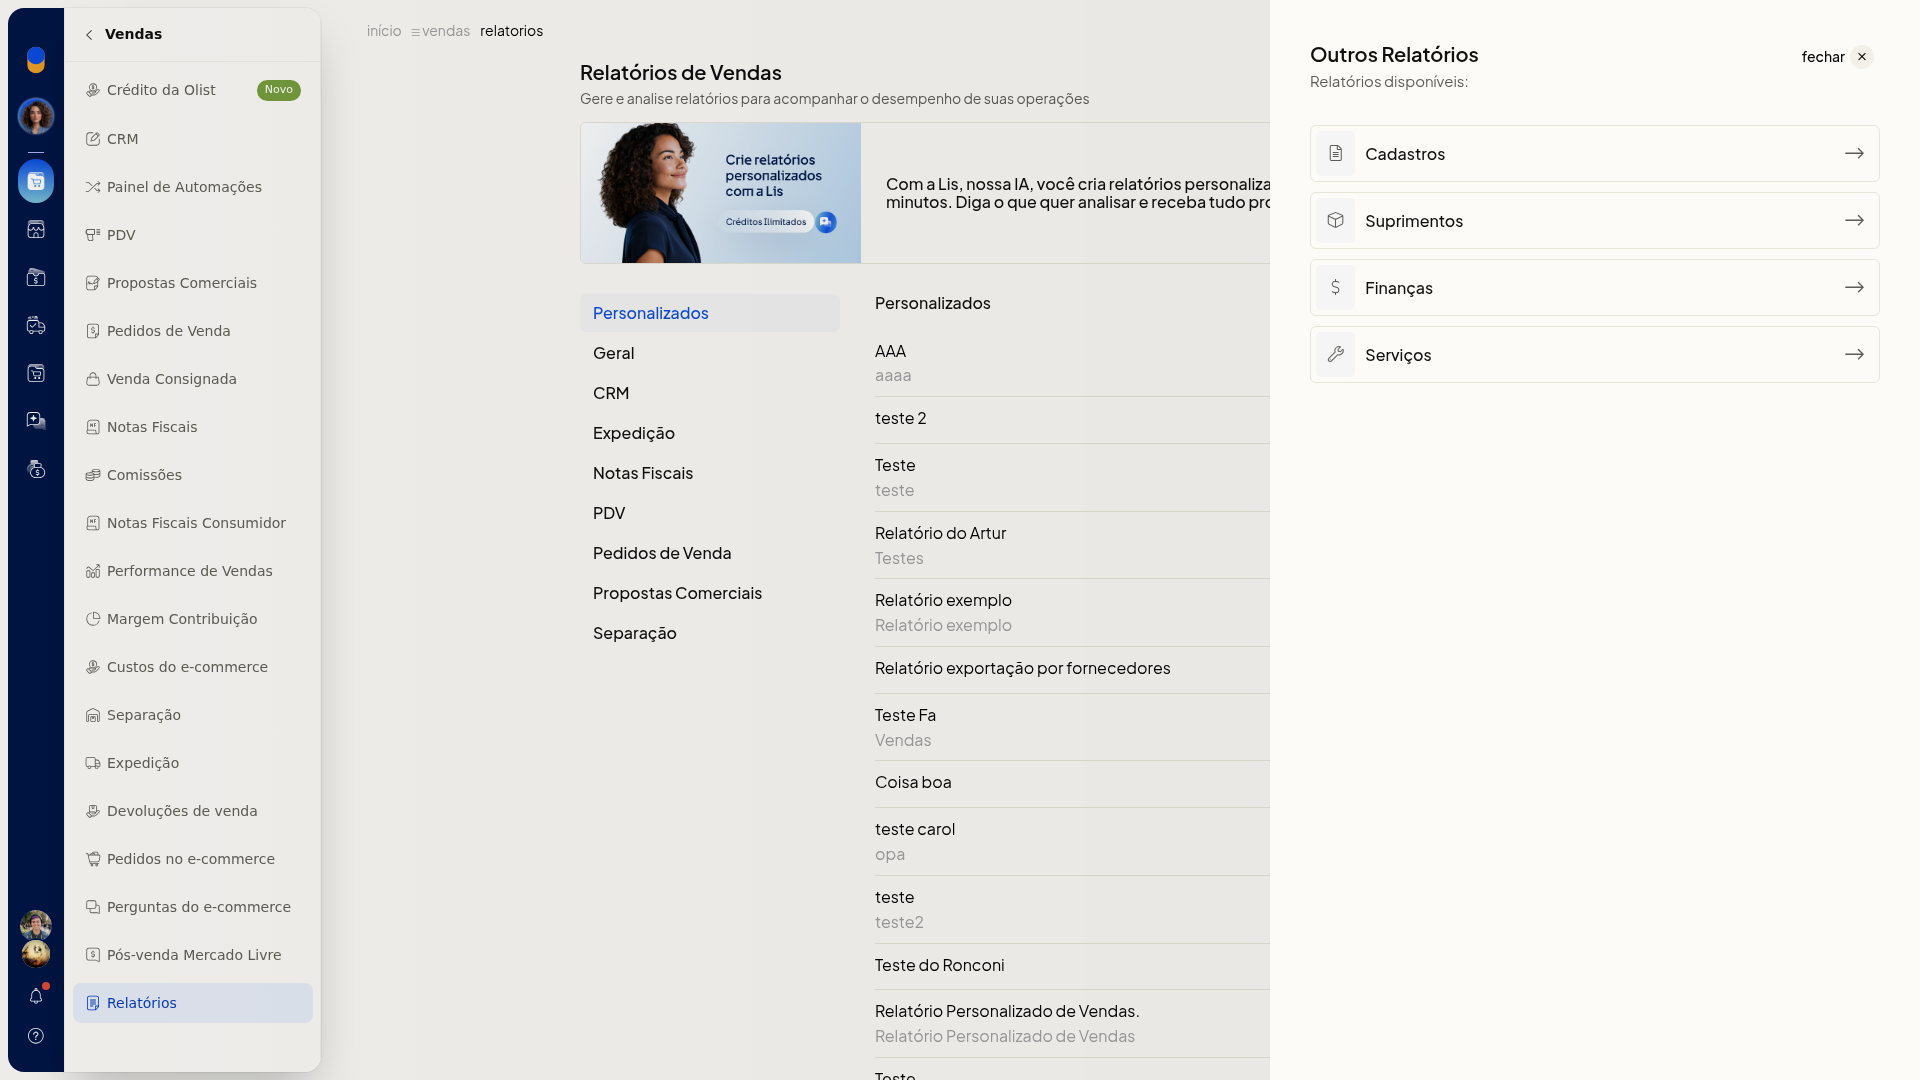 Vendas
Crédito da Olist
Novo
CRM
Painel de Automações
PDV
Propostas Comerciais
Pedidos de Venda
Venda Consignada
Notas Fiscais
Comissões
Notas Fiscais Consumidor
Performance de Vendas
Margem Contribuição
Custos do e-commerce
Separação
Expedição
Devoluções de venda
Pedidos no e-commerce
Perguntas do e-commerce
Pós-venda Mercado Livre
Relatórios
início vendas relatorios
Relatórios de Vendas
Gere e analise relatórios para acompanhar o desempenho de suas operações
Crie relatórios
personalizados
com a Lis
Créditos Ilimitados
Com a Lis, nossa IA, você cria relatórios personaliza
minutos. Diga o que quer analisar e receba tudo pro
Personalizados
Geral
CRM
Expedição
Notas Fiscais
PDV
Pedidos de Venda
Propostas Comerciais
Separação
Personalizados
AAA
aaaa
teste 2
Teste
teste
Relatório do Artur
Testes
Relatório exemplo
Relatório exemplo
Relatório exportação por fornecedores
Teste Fa
Vendas
Coisa boa
teste carol
opa
teste
teste2
Teste do Ronconi
Relatório Personalizado de Vendas.
Relatório Personalizado de Vendas
Teste
Outros Relatórios
fechar
Relatórios disponíveis:
Cadastros
Suprimentos
Finanças
Serviços